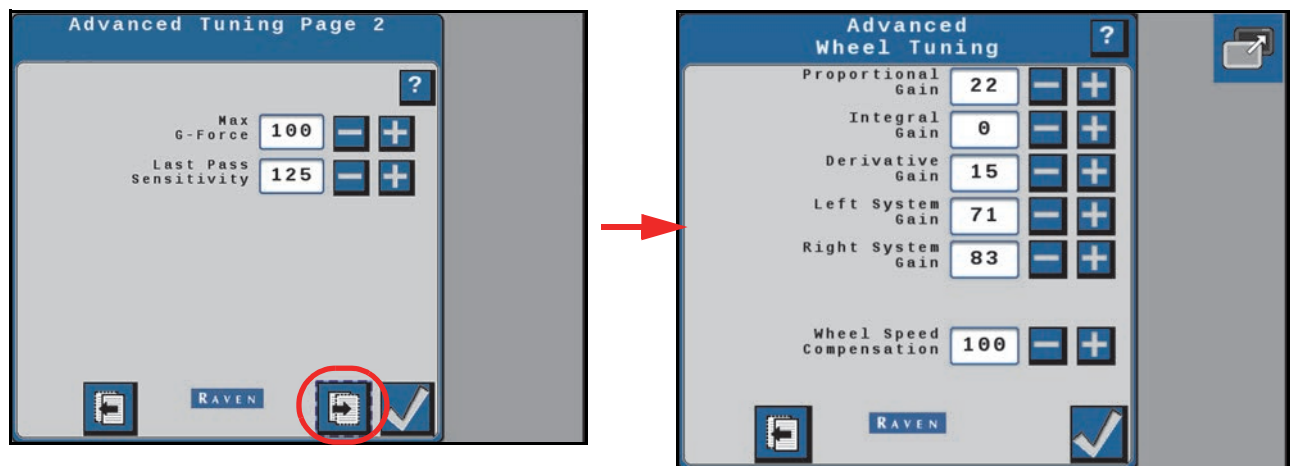 Advanced Tuning Page 2
?
Max
G-Force 100
Last Pass
Sensitivity 125
RAVEN
Advanced
Wheel Tuning
?
Proportional
Gain 22
Integral
Gain 0
Derivative
Gain 15
Left System
Gain 71
Right System
Gain 83
Wheel Speed
Compensation 100
RAVEN